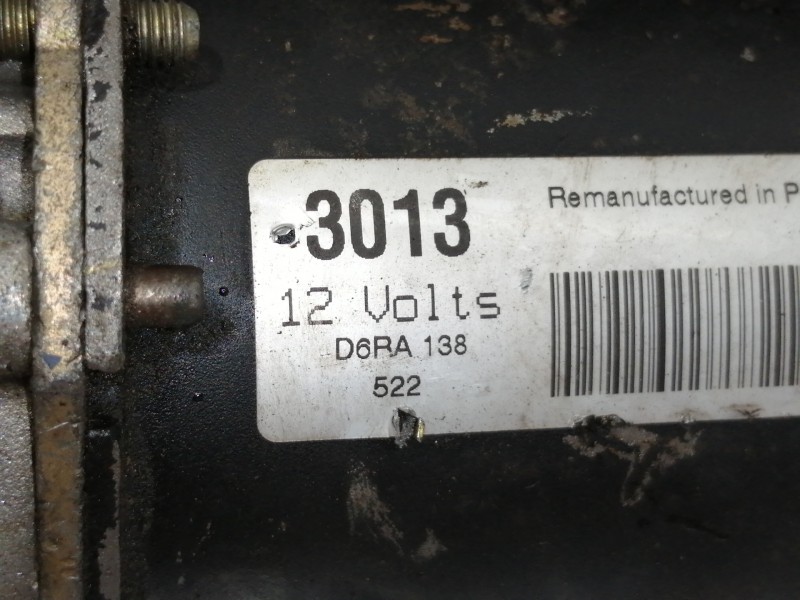 3013
Remanufactured in P
12 Volts
D6RA 138
522